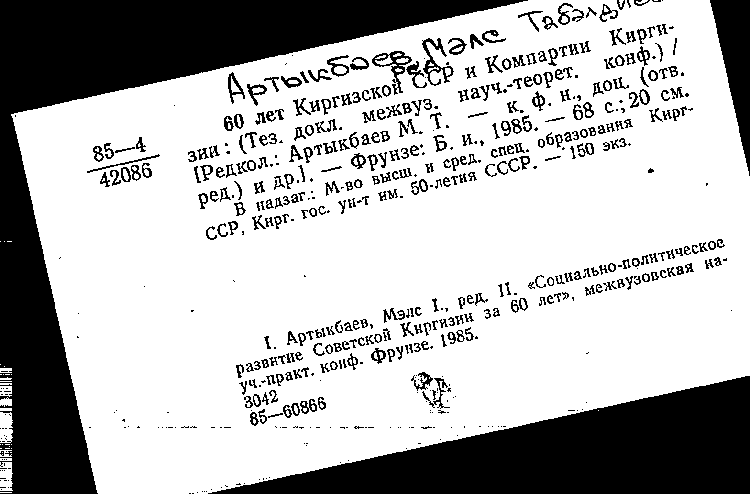 Артыкбаев, Мэлс
ред.
85—4
42086
60 лет Киргизской ССР и Компартии Кирги-
зии : (Тез. докл. межвуз. науч.-теорет. конф.) /
[Редкол.: Артыкбаев М. Т. — к. ф. н., доц. (отв.
ред.) и др.]. — Фрунзе: Б. и., 1985. — 68 с.; 20 см.
В надзаг.: М-во высш. и сред. спец. образования Кирг-
ССР, Кирг. гос. ун-т им. 50-летия СССР. — 150 экз.
I. Артыкбаев, Мэлс I., ред. II. «Социально-политическое
развитие Советской Киргизии за 60 лет», межвузовская на-
уч.-практ. конф. Фрунзе. 1985.
3042
85—60866